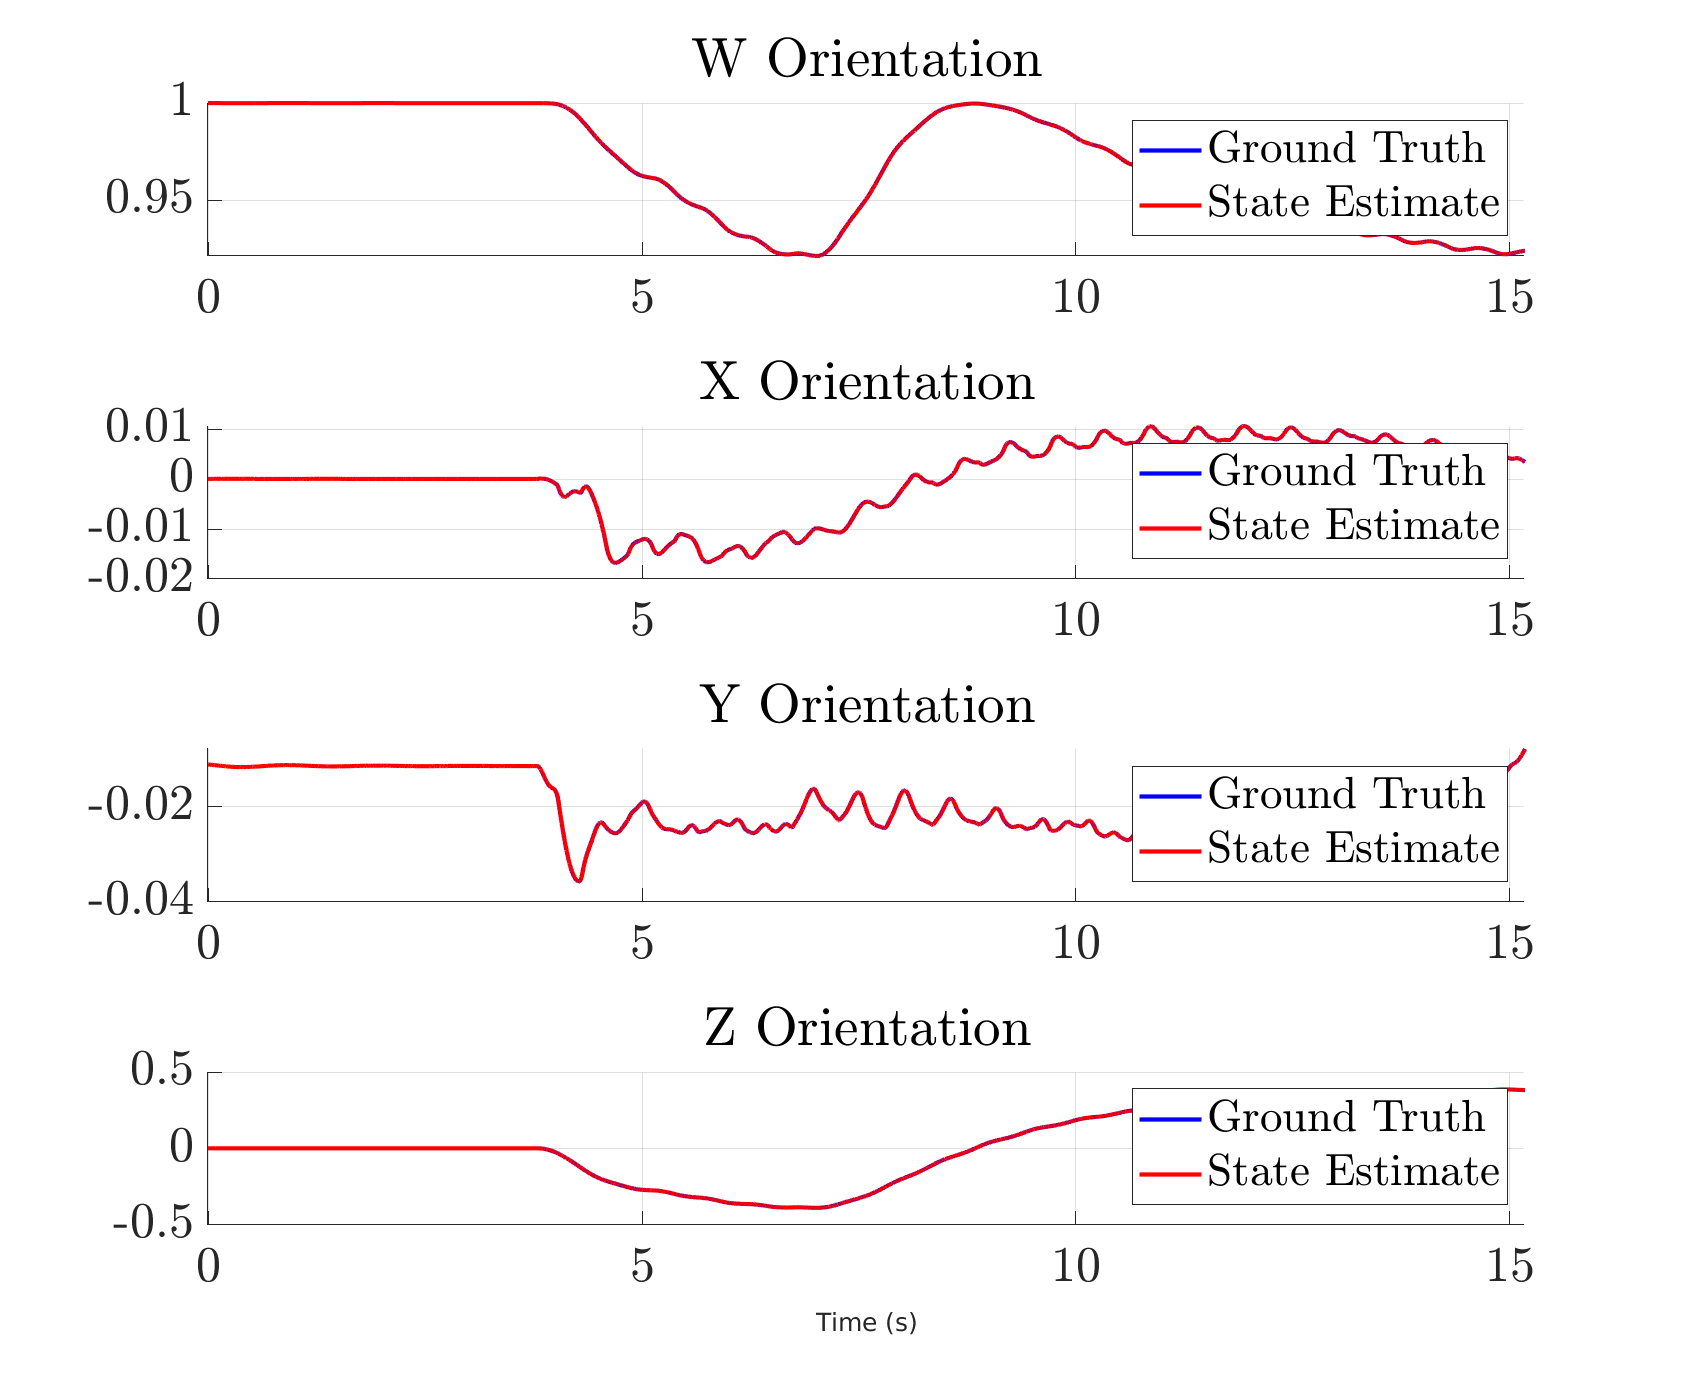 W Orientation
1
0.95
0 5 10 15
Ground Truth
State Estimate
X Orientation
0.01
0
-0.01
-0.02
0 5 10 15
Ground Truth
State Estimate
Y Orientation
-0.02
-0.04
0 5 10 15
Ground Truth
State Estimate
Z Orientation
0.5
0
-0.5
0 5 10 15
Ground Truth
State Estimate
Time (s)